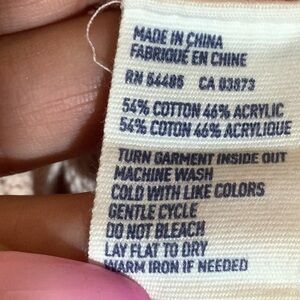 MADE IN CHINA
FABRIQUÉ EN CHINE
RN 54485 CA 03873
54% COTTON 46% ACRYLIC
54% COTON 46% ACRYLIQUE
TURN GARMENT INSIDE OUT
MACHINE WASH
COLD WITH LIKE COLORS
GENTLE CYCLE
DO NOT BLEACH
LAY FLAT TO DRY
WARM IRON IF NEEDED